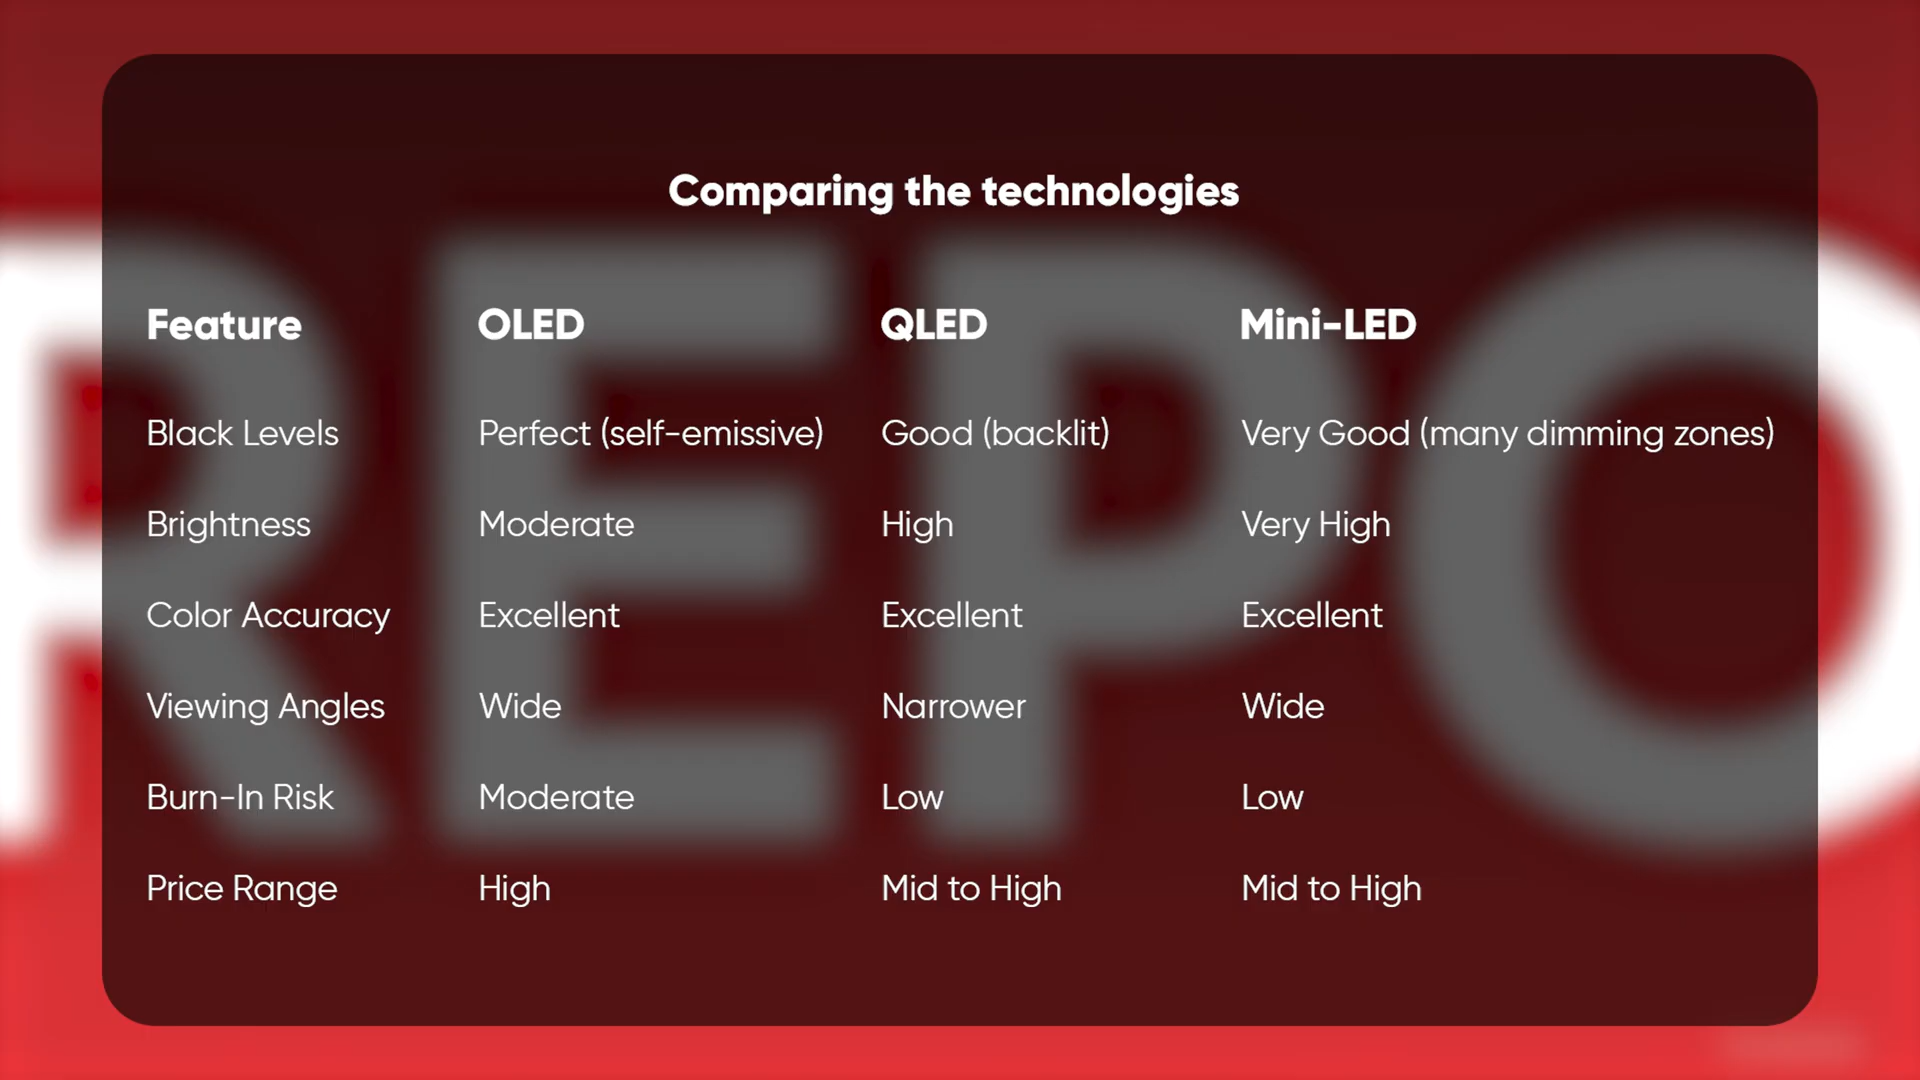 REPO
Comparing the technologies
Feature OLED QLED Mini-LED
Black Levels Perfect (self-emissive) Good (backlit) Very Good (many dimming zones)
Brightness Moderate High Very High
Color Accuracy Excellent Excellent Excellent
Viewing Angles Wide Narrower Wide
Burn-In Risk Moderate Low Low
Price Range High Mid to High Mid to High